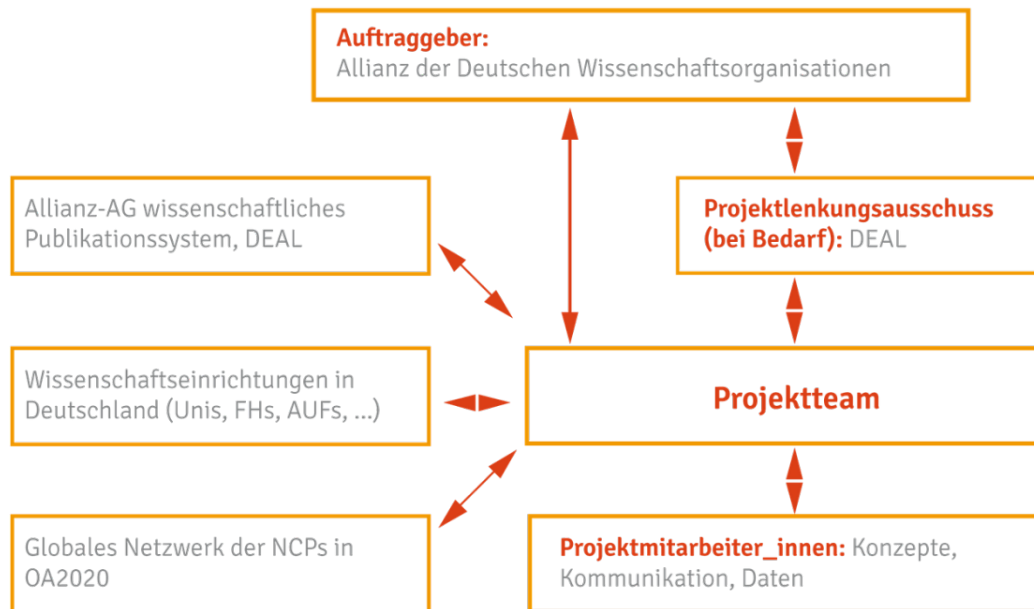 Auftraggeber:
Allianz der Deutschen Wissenschaftsorganisationen
Allianz-AG wissenschaftliches
Publikationssystem, DEAL
Projektlenkungsausschuss
(bei Bedarf): DEAL
Wissenschaftseinrichtungen in
Deutschland (Unis, FHs, AUFs, ...)
Projektteam
Globales Netzwerk der NCPs in
OA2020
Projektmitarbeiter_innen: Konzepte,
Kommunikation, Daten